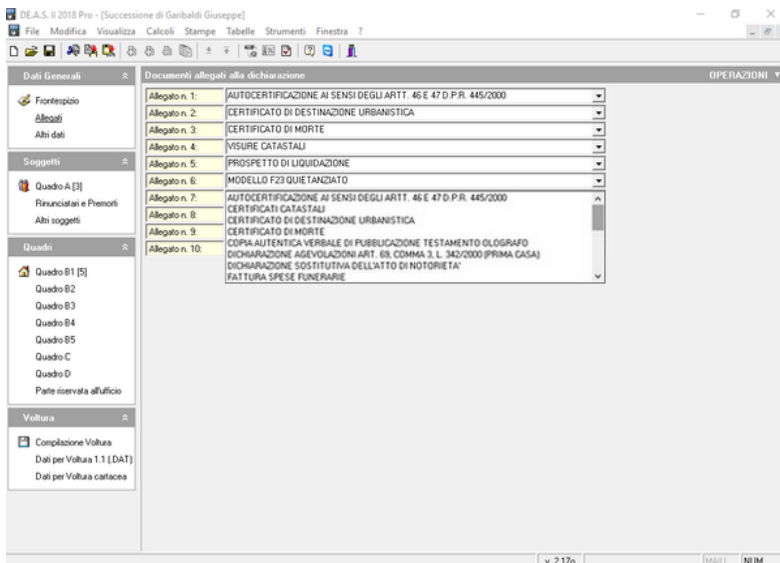 DE.A.S. II 2018 Pro - [Successione di Garibaldi Giuseppe]
File Modifica Visualizza Calcoli Stampe Tabelle Strumenti Finestra ?
Dati Generali
Frontespizio
Allegati
Altri dati
Soggetti
Quadro A [3]
Rinunciatari e Premorti
Altri soggetti
Quadri
Quadro B1 [5]
Quadro B2
Quadro B3
Quadro B4
Quadro B5
Quadro C
Quadro D
Parte riservata all'ufficio
Voltura
Compilazione Voltura
Dati per Voltura 1.1 (.DAT)
Dati per Voltura cartacea
Documenti allegati alla dichiarazione OPERAZIONI
Allegato n. 1: AUTOCERTIFICAZIONE AI SENSI DEGLI ARTT. 46 E 47 D.P.R. 445/2000
Allegato n. 2: CERTIFICATO DI DESTINAZIONE URBANISTICA
Allegato n. 3: CERTIFICATO DI MORTE
Allegato n. 4: VISURE CATASTALI
Allegato n. 5: PROSPETTO DI LIQUIDAZIONE
Allegato n. 6: MODELLO F23 QUIETANZIATO
Allegato n. 7:
Allegato n. 8:
Allegato n. 9:
Allegato n. 10:
AUTOCERTIFICAZIONE AI SENSI DEGLI ARTT. 46 E 47 D.P.R. 445/2000
CERTIFICATI CATASTALI
CERTIFICATO DI DESTINAZIONE URBANISTICA
CERTIFICATO DI MORTE
COPIA AUTENTICA VERBALE DI PUBBLICAZIONE TESTAMENTO OLOGRAFO
DICHIARAZIONE AGEVOLAZIONI ART. 69, COMMA 3, L. 342/2000 (PRIMA CASA)
DICHIARAZIONE SOSTITUTIVA DELL'ATTO DI NOTORIETA'
FATTURA SPESE FUNERARIE
v. 2.17o MAIU NUM